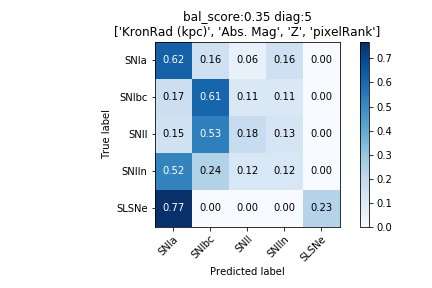 bal_score:0.35 diag:5
['KronRad (kpc)', 'Abs. Mag', 'Z', 'pixelRank']
True label
SNIa 0.62 0.16 0.06 0.16 0.00
SNIbc 0.17 0.61 0.11 0.11 0.00
SNII 0.15 0.53 0.18 0.13 0.00
SNIIn 0.52 0.24 0.12 0.12 0.00
SLSNe 0.77 0.00 0.00 0.00 0.23
SNIa SNIbc SNII SNIIn SLSNe
Predicted label
0.7
0.6
0.5
0.4
0.3
0.2
0.1
0.0